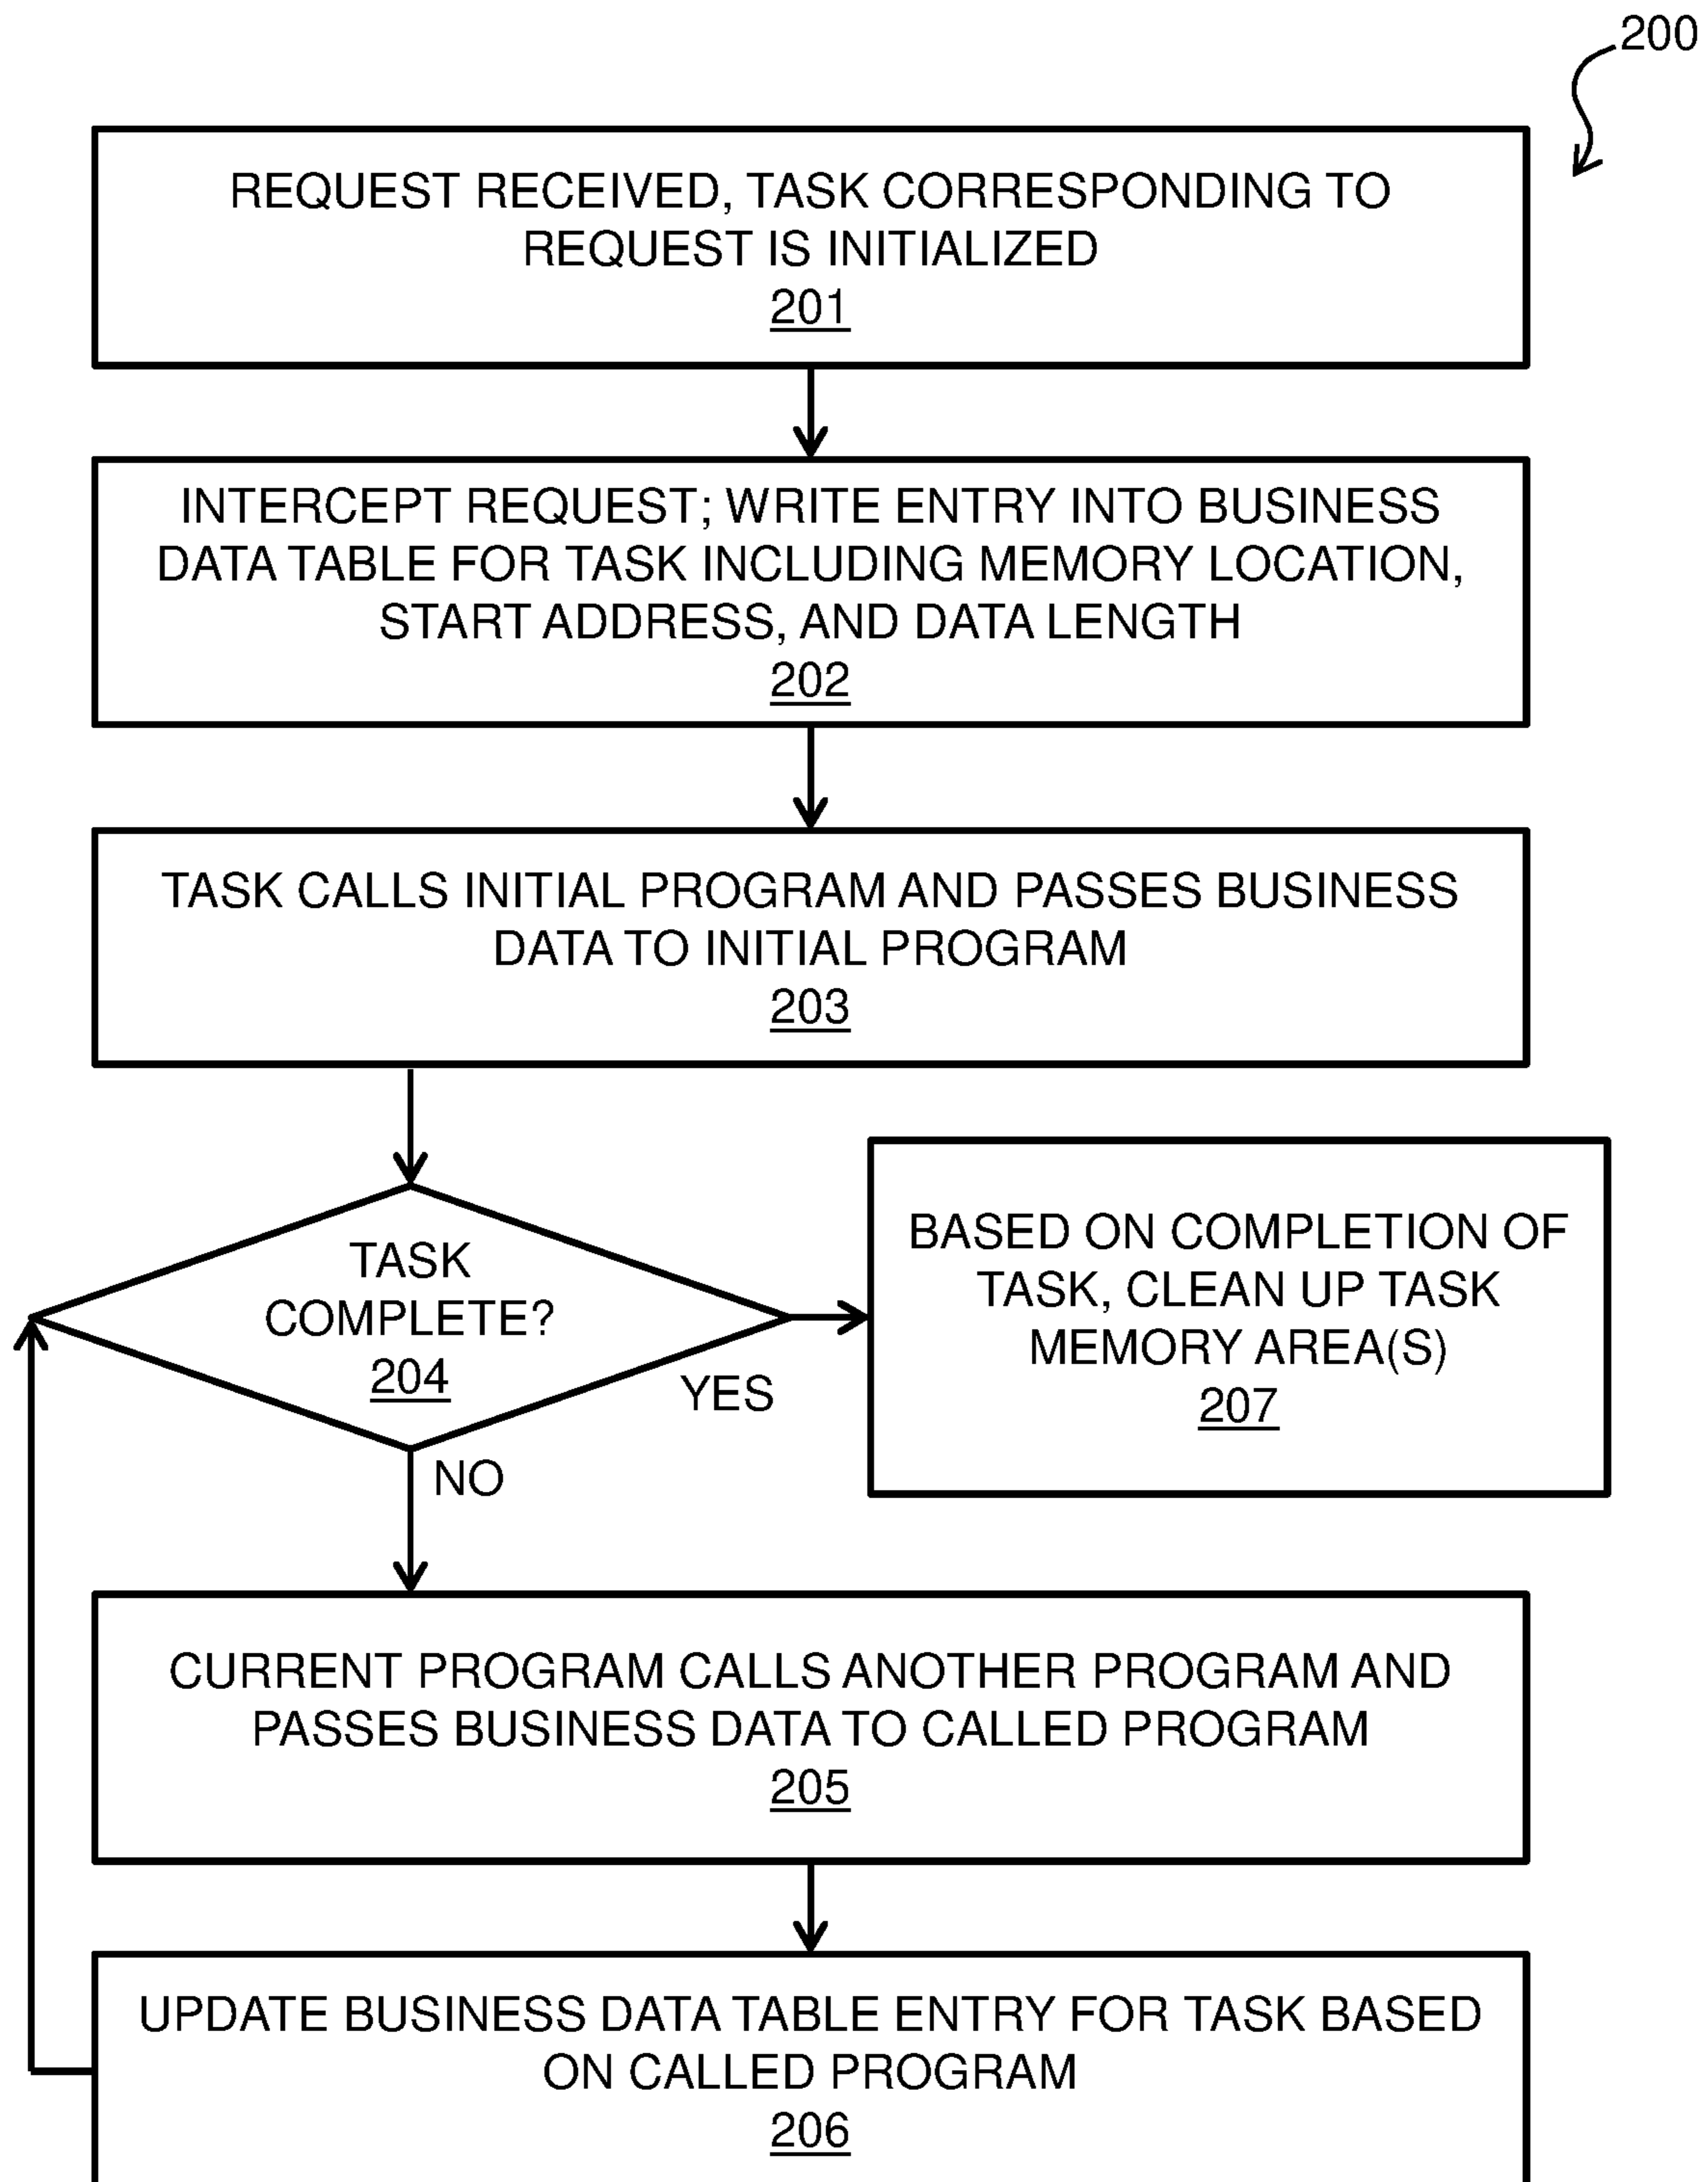 200
REQUEST RECEIVED, TASK CORRESPONDING TO
REQUEST IS INITIALIZED
201
INTERCEPT REQUEST; WRITE ENTRY INTO BUSINESS
DATA TABLE FOR TASK INCLUDING MEMORY LOCATION,
START ADDRESS, AND DATA LENGTH
202
TASK CALLS INITIAL PROGRAM AND PASSES BUSINESS
DATA TO INITIAL PROGRAM
203
TASK
COMPLETE?
204
YES
NO
BASED ON COMPLETION OF
TASK, CLEAN UP TASK
MEMORY AREA(S)
207
CURRENT PROGRAM CALLS ANOTHER PROGRAM AND
PASSES BUSINESS DATA TO CALLED PROGRAM
205
UPDATE BUSINESS DATA TABLE ENTRY FOR TASK BASED
ON CALLED PROGRAM
206